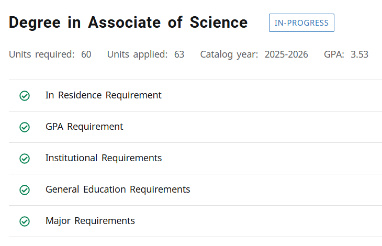 Degree in Associate of Science IN-PROGRESS
Units required: 60 Units applied: 63 Catalog year: 2025-2026 GPA: 3.53
In Residence Requirement
GPA Requirement
Institutional Requirements
General Education Requirements
Major Requirements